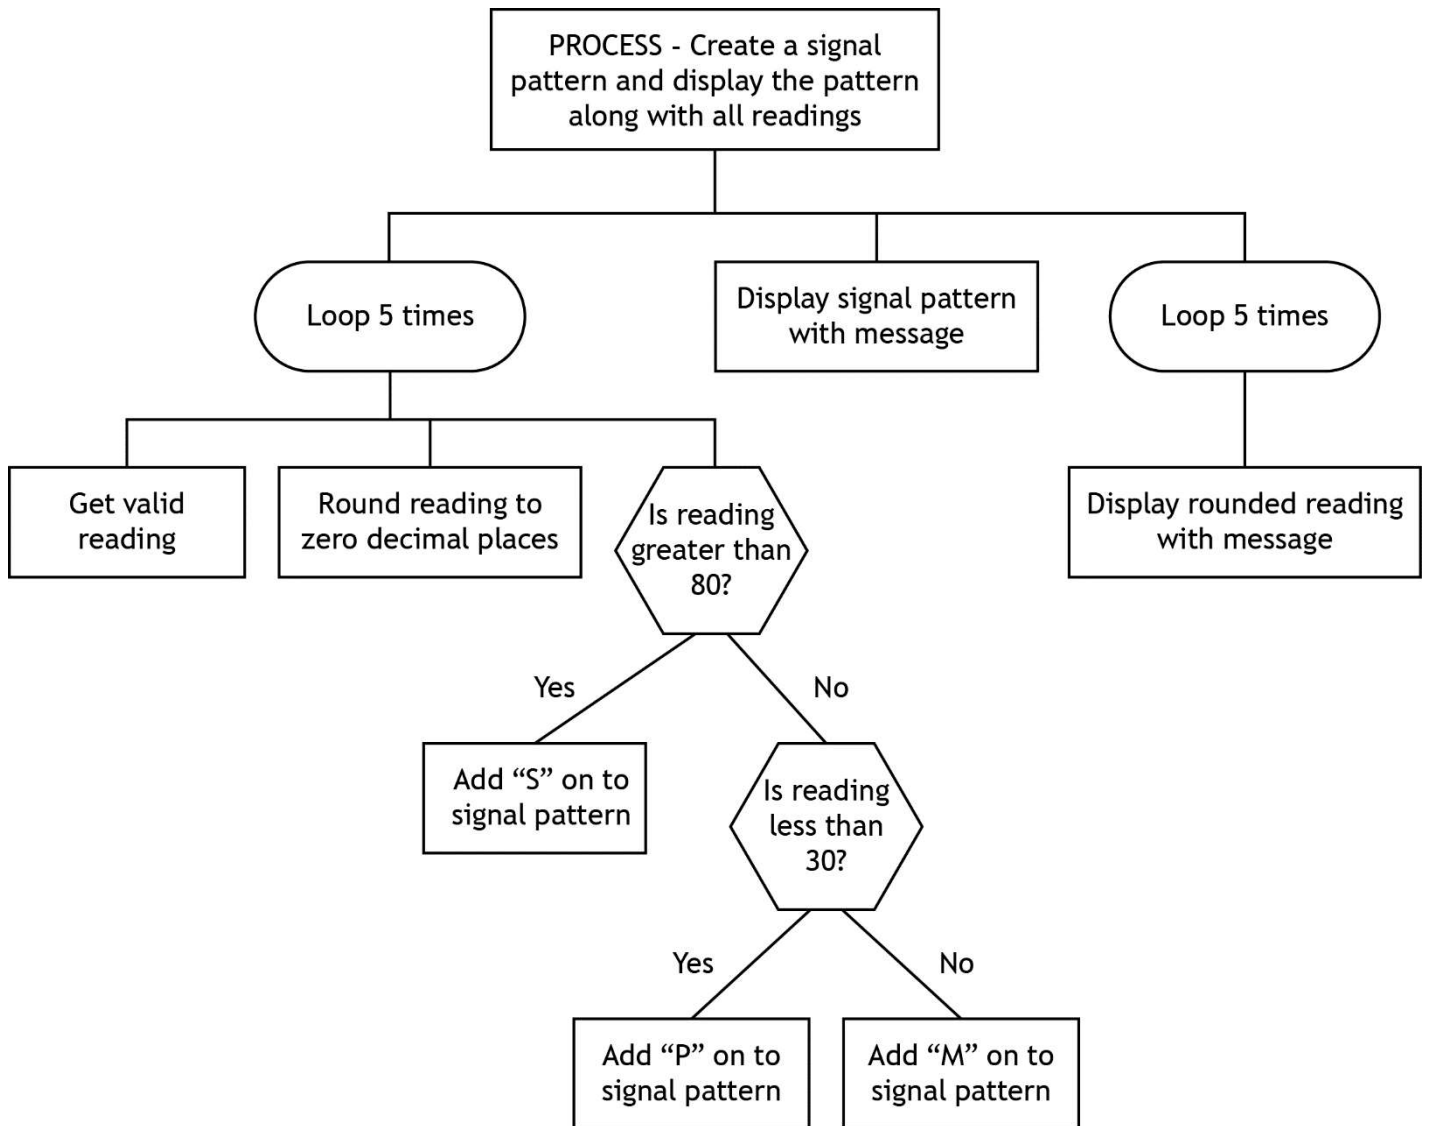 PROCESS - Create a signal
pattern and display the pattern
along with all readings
Loop 5 times
Display signal pattern
with message
Loop 5 times
Get valid
reading
Round reading to
zero decimal places
Is reading
greater than
80?
Display rounded reading
with message
Yes
No
Add “S” on to
signal pattern
Is reading
less than
30?
Yes
No
Add “P” on to
signal pattern
Add “M” on to
signal pattern